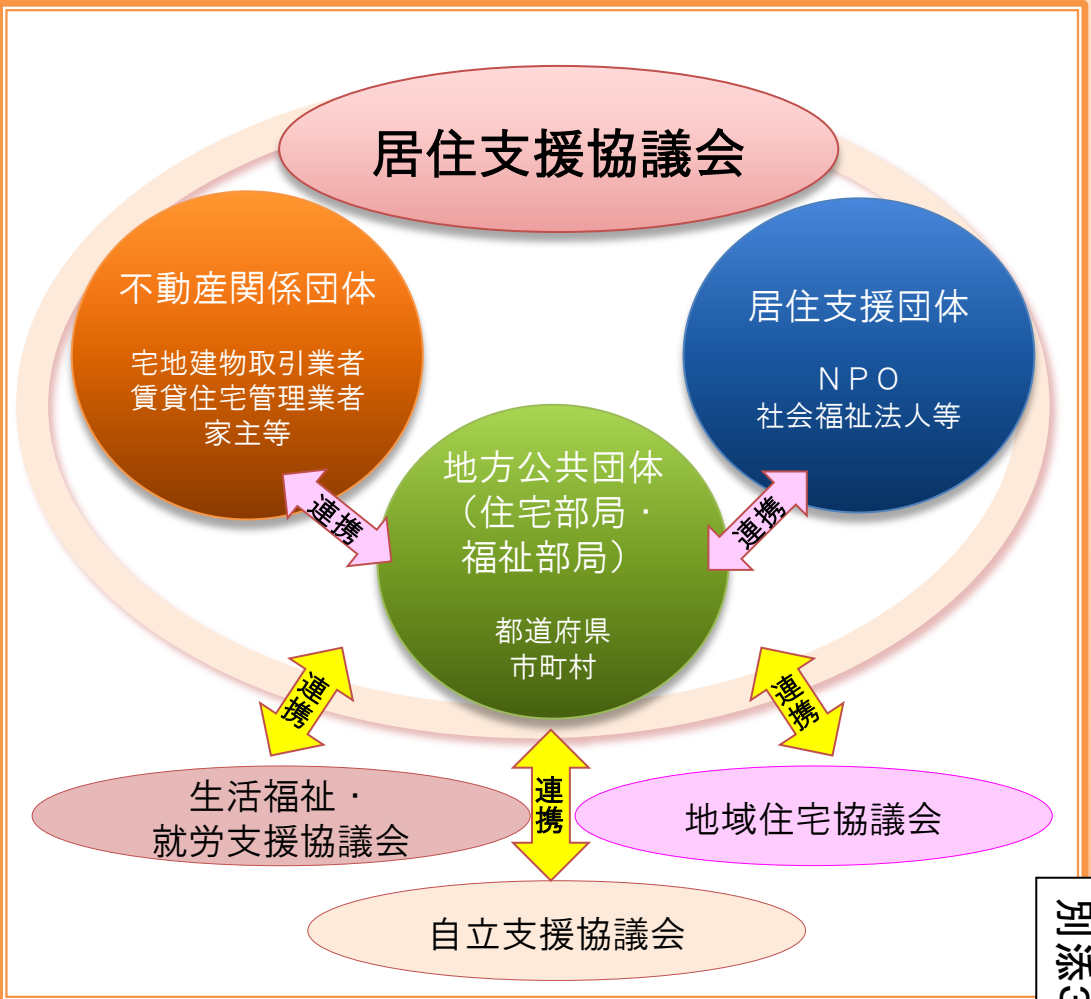 居住支援協議会
不動産関係団体
宅地建物取引業者
賃貸住宅管理業者
家主等
居住支援団体
ＮＰＯ
社会福祉法人等
地方公共団体
（住宅部局・
福祉部局）
都道府県
市町村
連携
連携
連携
連携
連携
生活福祉・
就労支援協議会
地域住宅協議会
自立支援協議会
別添3